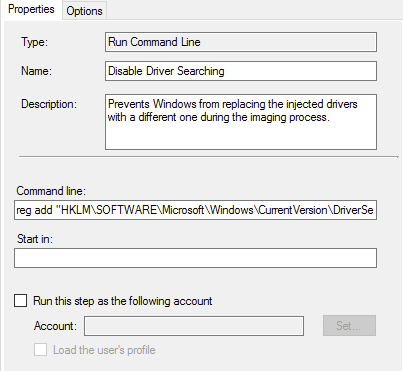 Properties
Options
Type:
Run Command Line
Name:
Disable Driver Searching
Description:
Prevents Windows from replacing the injected drivers
with a different one during the imaging process.
Command line:
reg add "HKLM\SOFTWARE\Microsoft\Windows\CurrentVersion\DriverSe
Start in:
Run this step as the following account
Account:
Set...
Load the user's profile